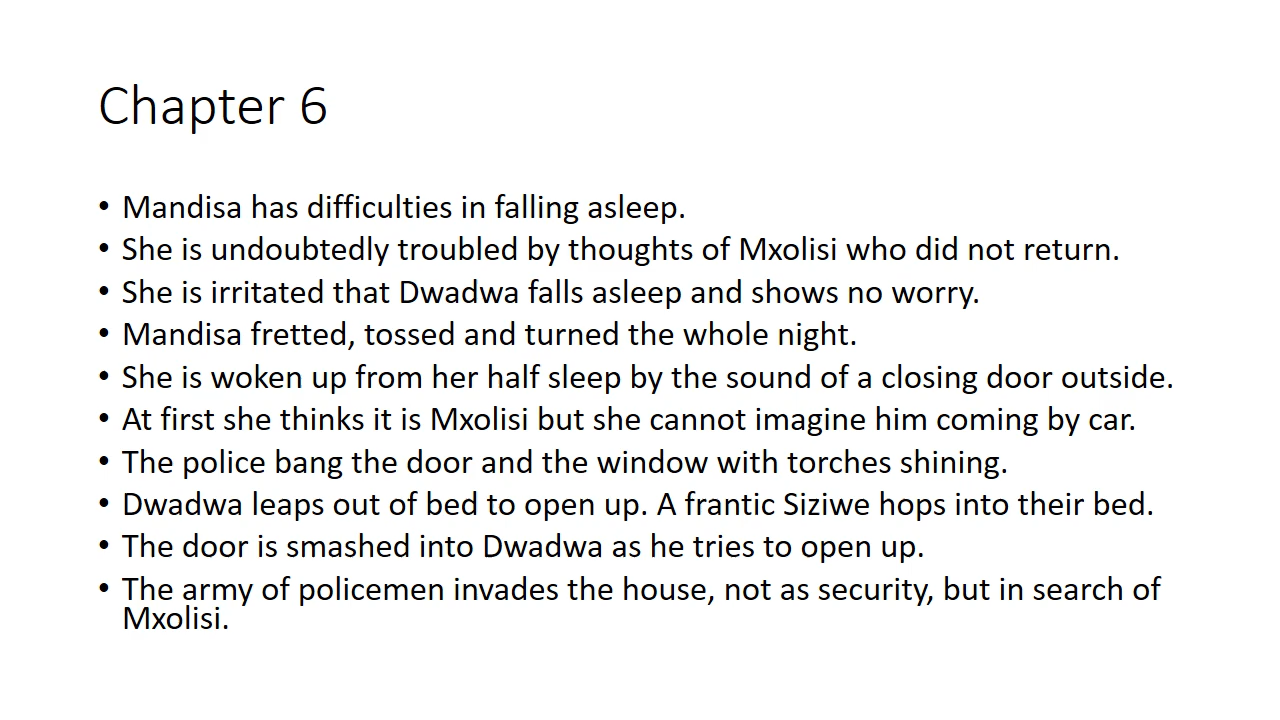 Chapter 6
• Mandisa has difficulties in falling asleep.
• She is undoubtedly troubled by thoughts of Mxolisi who did not return.
• She is irritated that Dwadwa falls asleep and shows no worry.
• Mandisa fretted, tossed and turned the whole night.
• She is woken up from her half sleep by the sound of a closing door outside.
• At first she thinks it is Mxolisi but she cannot imagine him coming by car.
• The police bang the door and the window with torches shining.
• Dwadwa leaps out of bed to open up. A frantic Siziwe hops into their bed.
• The door is smashed into Dwadwa as he tries to open up.
• The army of policemen invades the house, not as security, but in search of
Mxolisi.